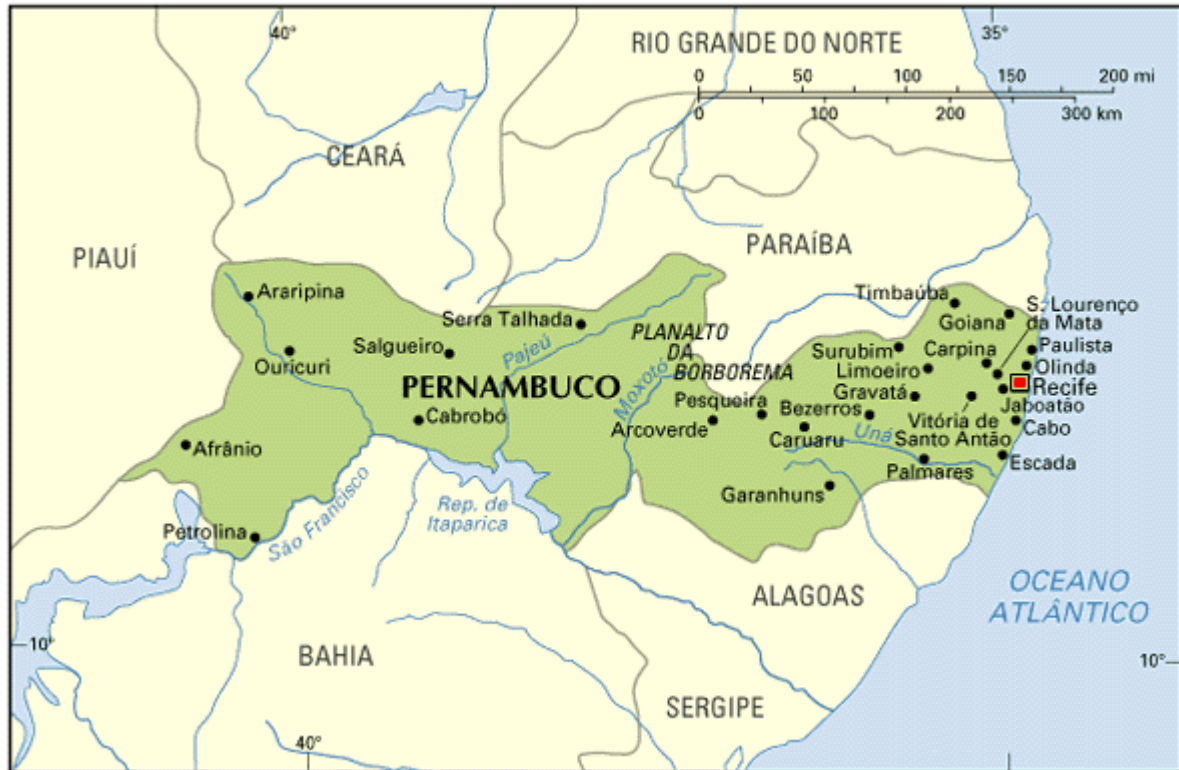 40°
35°
RIO GRANDE DO NORTE
0 50 100 150 200 mi
100 200 300 km
CEARÁ
PIAUÍ
PARAÍBA
Araripina
Timbaúba
S. Lourenço
da Mata
Goiana
Serra Talhada
PLANALTO
DA
BORBOREMA
Salgueiro
Pajeú
Surubim
Carpina
Paulista
Ouricuri
Limoeiro
Olinda
PERNAMBUCO
Moxotó
Gravatá
Recife
Pesqueira
Bezerros
Jaboatão
Cabrobó
Arcoverde
Vitória de
Santo Antão
Cabo
Caruaru
Uná
Afrânio
Palmares
Escada
Garanhuns
Rep. de
Itaparica
Petrolina
São Francisco
ALAGOAS
OCEANO
ATLÂNTICO
10°
BAHIA
10°
SERGIPE
40°